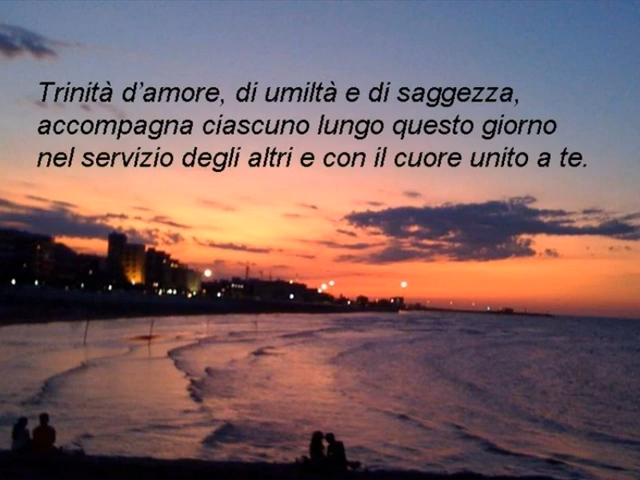 Trinità d'amore, di umiltà e di saggezza,
accompagna ciascuno lungo questo giorno
nel servizio degli altri e con il cuore unito a te.